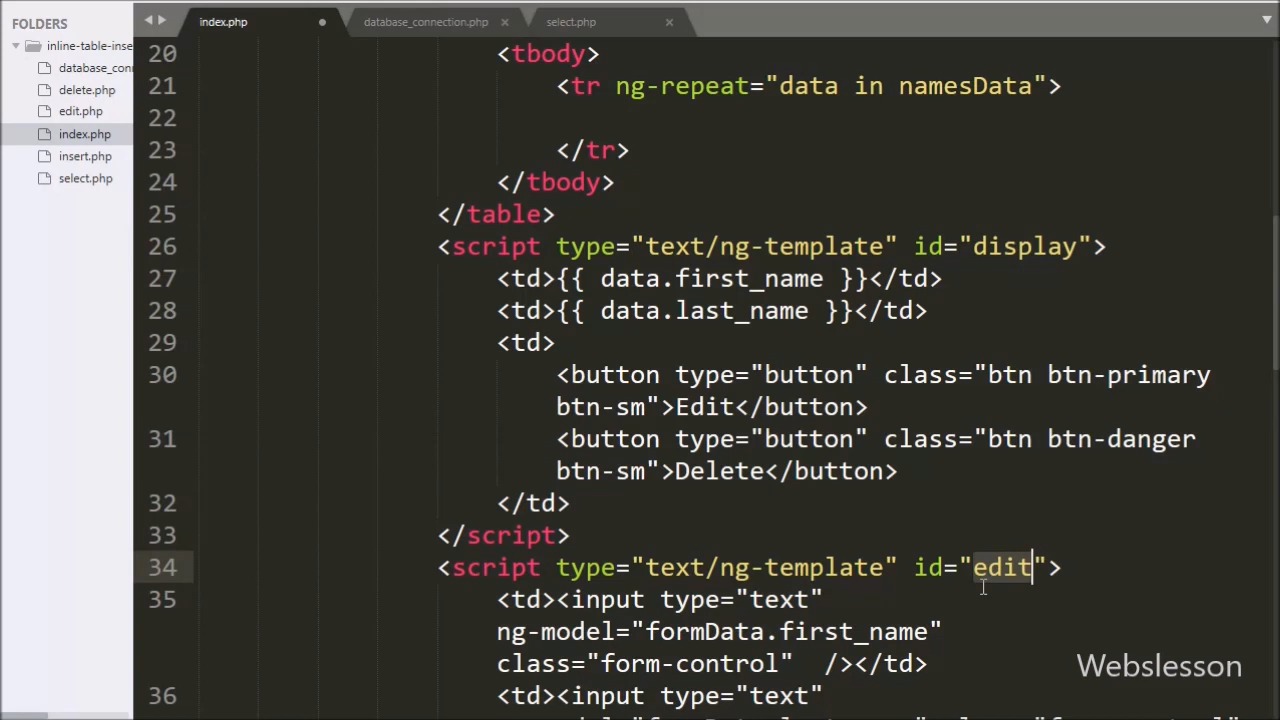 FOLDERS
inline-table-inse
database_con
delete.php
edit.php
index.php
insert.php
select.php
index.php
database_connection.php
select.php
20 <tbody>
21 <tr ng-repeat="data in namesData">
22
23 </tr>
24 </tbody>
25 </table>
26 <script type="text/ng-template" id="display">
27 <td>{{ data.first_name }}</td>
28 <td>{{ data.last_name }}</td>
29 <td>
30 <button type="button" class="btn btn-primary
btn-sm">Edit</button>
31 <button type="button" class="btn btn-danger
btn-sm">Delete</button>
32 </td>
33 </script>
34 <script type="text/ng-template" id="edit">
35 <td><input type="text"
ng-model="formData.first_name"
class="form-control" /></td>
36 <td><input type="text"
Webslesson